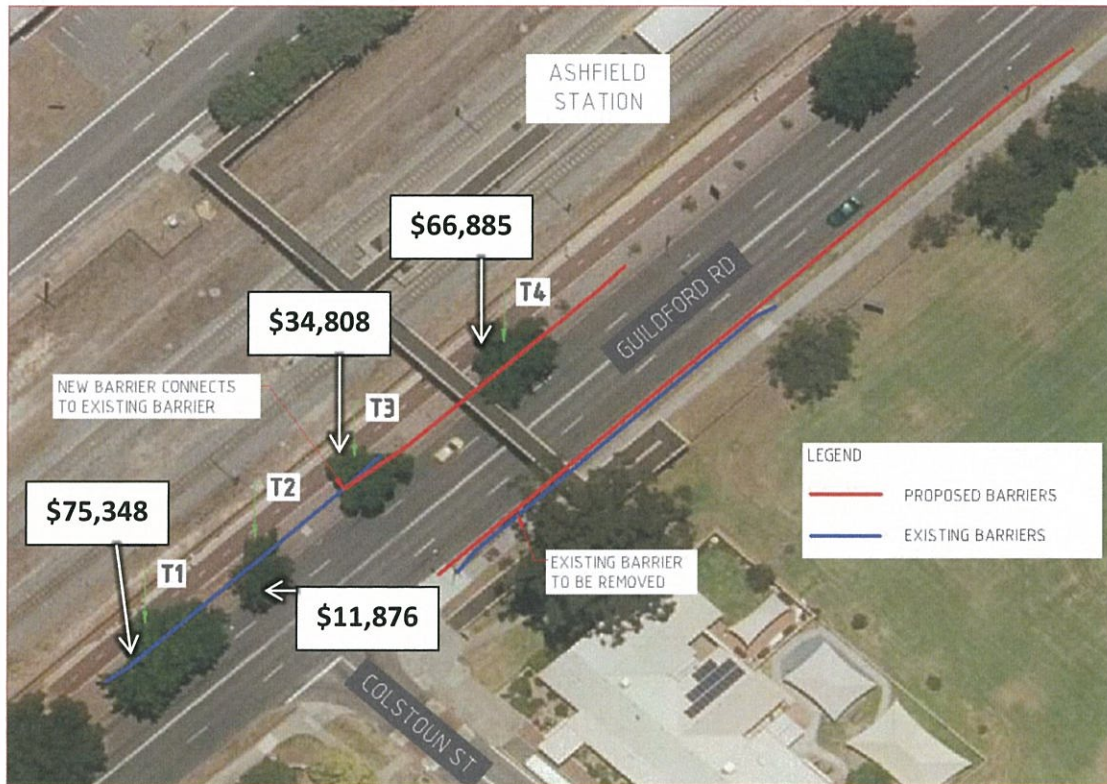 ASHFIELD
STATION
$66,885
T4
GUILDFORD RD
$34,808
NEW BARRIER CONNECTS
TO EXISTING BARRIER
T3
T2
$75,348
T1
$11,876
LEGEND
PROPOSED BARRIERS
EXISTING BARRIERS
EXISTING BARRIER
TO BE REMOVED
COLSTOUN ST